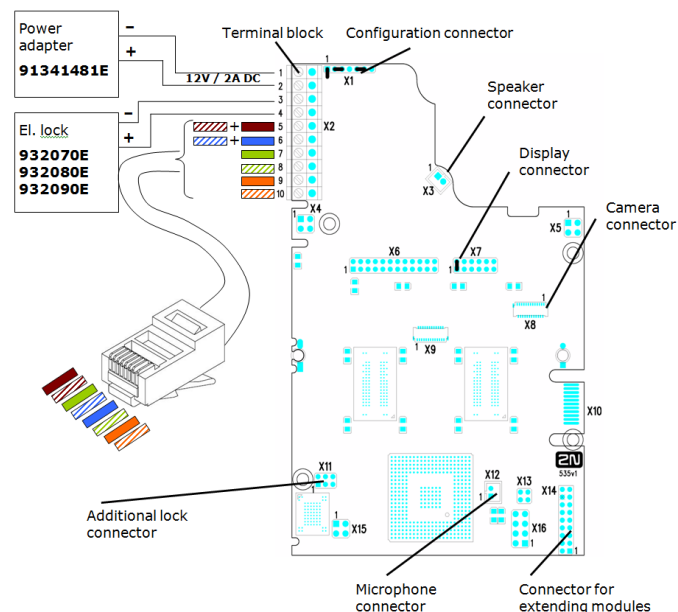 Power
adapter
91341481E
-
+
12V / 2A DC
El. lock
932070E
932080E
932090E
-
+
Terminal block
Configuration connector
1
2
3
4
+ 5
+ 6
7
8
9
10
X2
1
X1
Speaker
connector
1
X3
Display
connector
Camera
connector
1
X4
1
X5
X6
1
X7
1
1
X8
1
X9
X10
2N
535v1
X11
1
1
X15
X12
1
X13
X14
X16
1
1
Additional lock
connector
Microphone
connector
Connector for
extending modules